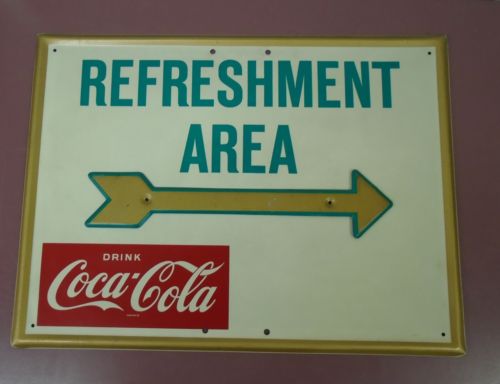 REFRESHMENT
AREA
DRINK
Coca-Cola